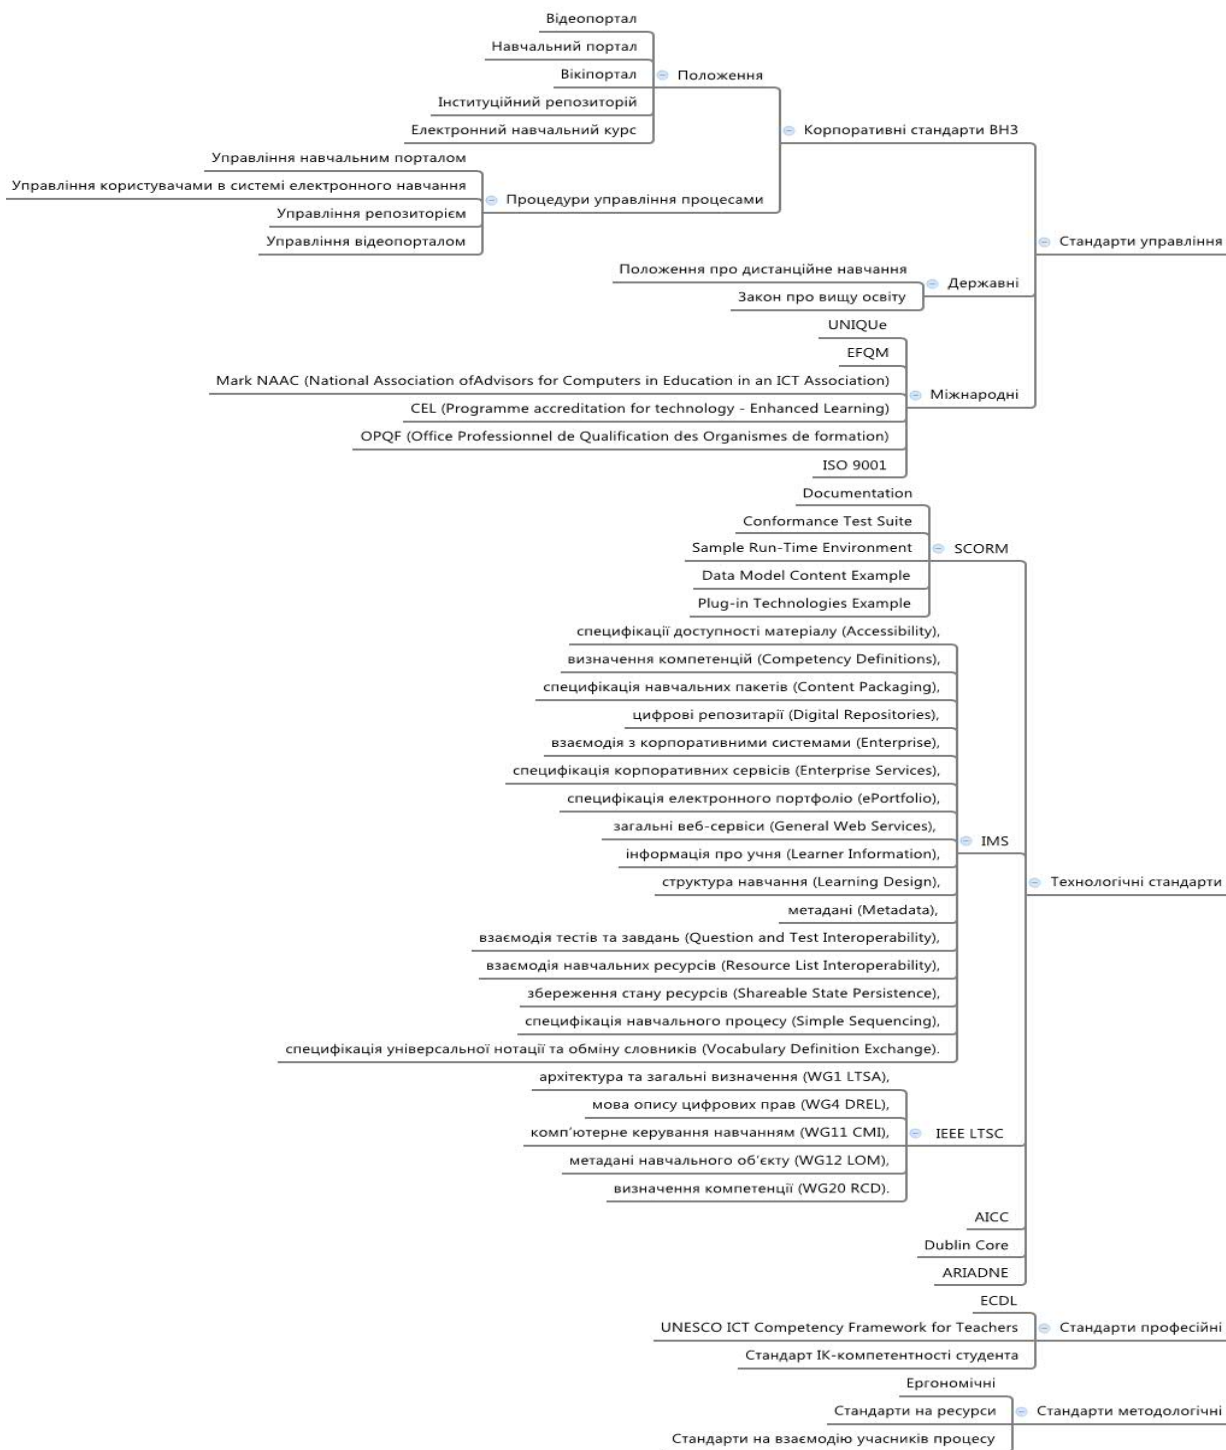 Відеопортал
Навчальний портал
Вікіпортал
Положення
Інституційний репозиторій
Електронний навчальний курс
Корпоративні стандарти ВНЗ
Управління навчальним порталом
Управління користувачами в системі електронного навчання
Процедури управління процесами
Управління репозиторієм
Управління відеопорталом
Стандарти управління
Положення про дистанційне навчання
Державні
Закон про вищу освіту
UNIQUe
EFQM
Mark NAAC (National Association ofAdvisors for Computers in Education in an ICT Association)
Міжнародні
CEL (Programme accreditation for technology - Enhanced Learning)
OPQF (Office Professionnel de Qualification des Organismes de formation)
ISO 9001
Documentation
Conformance Test Suite
Sample Run-Time Environment
SCORM
Data Model Content Example
Plug-in Technologies Example
специфікації доступності матеріалу (Accessibility),
визначення компетенцій (Competency Definitions),
специфікація навчальних пакетів (Content Packaging),
цифрові репозитарії (Digital Repositories),
взаємодія з корпоративними системами (Enterprise),
специфікація корпоративних сервісів (Enterprise Services),
специфікація електронного портфоліо (ePortfolio),
загальні веб-сервіси (General Web Services),
IMS
інформація про учня (Learner Information),
структура навчання (Learning Design),
Технологічні стандарти
метадані (Metadata),
взаємодія тестів та завдань (Question and Test Interoperability),
взаємодія навчальних ресурсів (Resource List Interoperability),
збереження стану ресурсів (Shareable State Persistence),
специфікація навчального процесу (Simple Sequencing),
специфікація універсальної нотації та обміну словників (Vocabulary Definition Exchange).
архітектура та загальні визначення (WG1 LTSA),
мова опису цифрових прав (WG4 DREL),
комп’ютерне керування навчанням (WG11 CMI),
IEEE LTSC
метадані навчального об’єкту (WG12 LOM),
визначення компетенції (WG20 RCD).
AICC
Dublin Core
ARIADNE
ECDL
UNESCO ICT Competency Framework for Teachers
Стандарти професійні
Стандарт ІК-компетентності студента
Ергономічні
Стандарти на ресурси
Стандарти методологічні
Стандарти на взаємодію учасників процесу